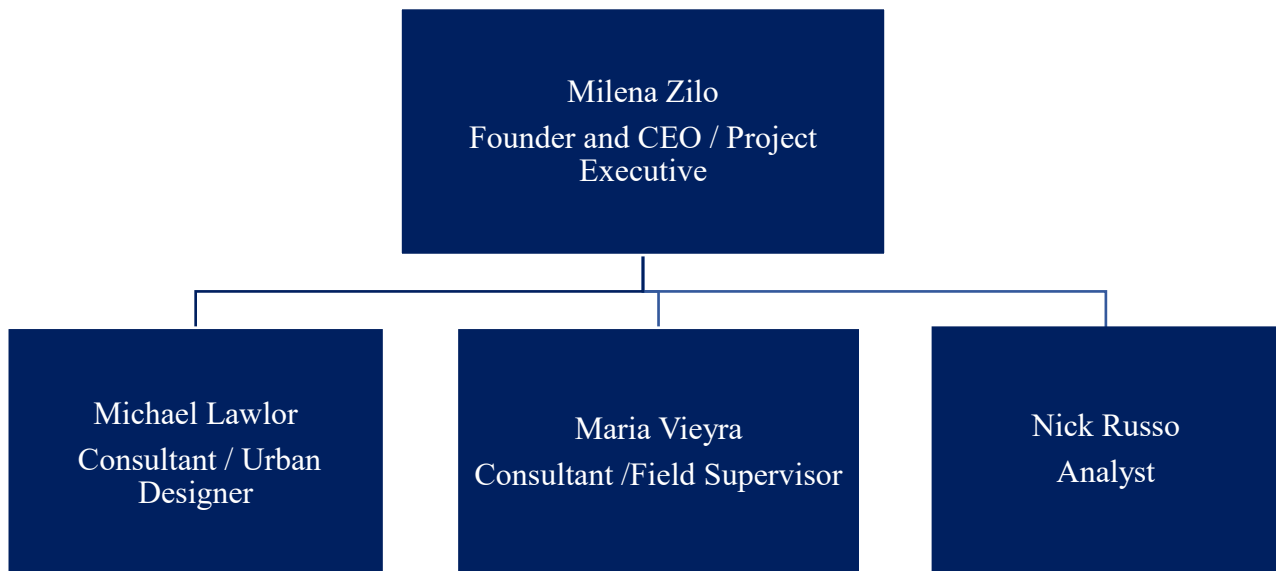 Milena Zilo
Founder and CEO / Project
Executive
Michael Lawlor
Consultant / Urban
Designer
Maria Vieyra
Consultant /Field Supervisor
Nick Russo
Analyst